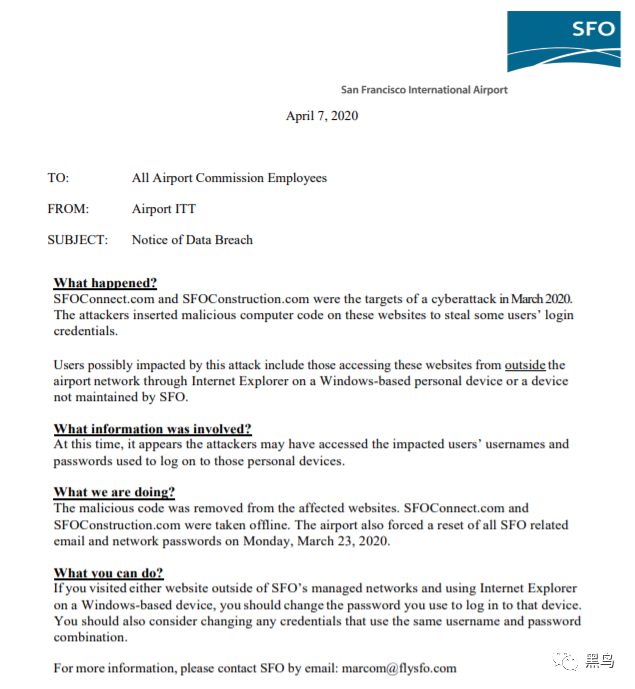 SFO
San Francisco International Airport
April 7, 2020
TO: All Airport Commission Employees
FROM: Airport ITT
SUBJECT: Notice of Data Breach
What happened?
SFOConnect.com and SFOConstruction.com were the targets of a cyberattack in March 2020.
The attackers inserted malicious computer code on these websites to steal some users’ login
credentials.
Users possibly impacted by this attack include those accessing these websites from outside the
airport network through Internet Explorer on a Windows-based personal device or a device
not maintained by SFO.
What information was involved?
At this time, it appears the attackers may have accessed the impacted users’ usernames and
passwords used to log on to those personal devices.
What we are doing?
The malicious code was removed from the affected websites. SFOConnect.com and
SFOConstruction.com were taken offline. The airport also forced a reset of all SFO related
email and network passwords on Monday, March 23, 2020.
What you can do?
If you visited either website outside of SFO’s managed networks and using Internet Explorer
on a Windows-based device, you should change the password you use to log in to that device.
You should also consider changing any credentials that use the same username and password
combination.
For more information, please contact SFO by email: marcom@flysfo.com
黑鸟